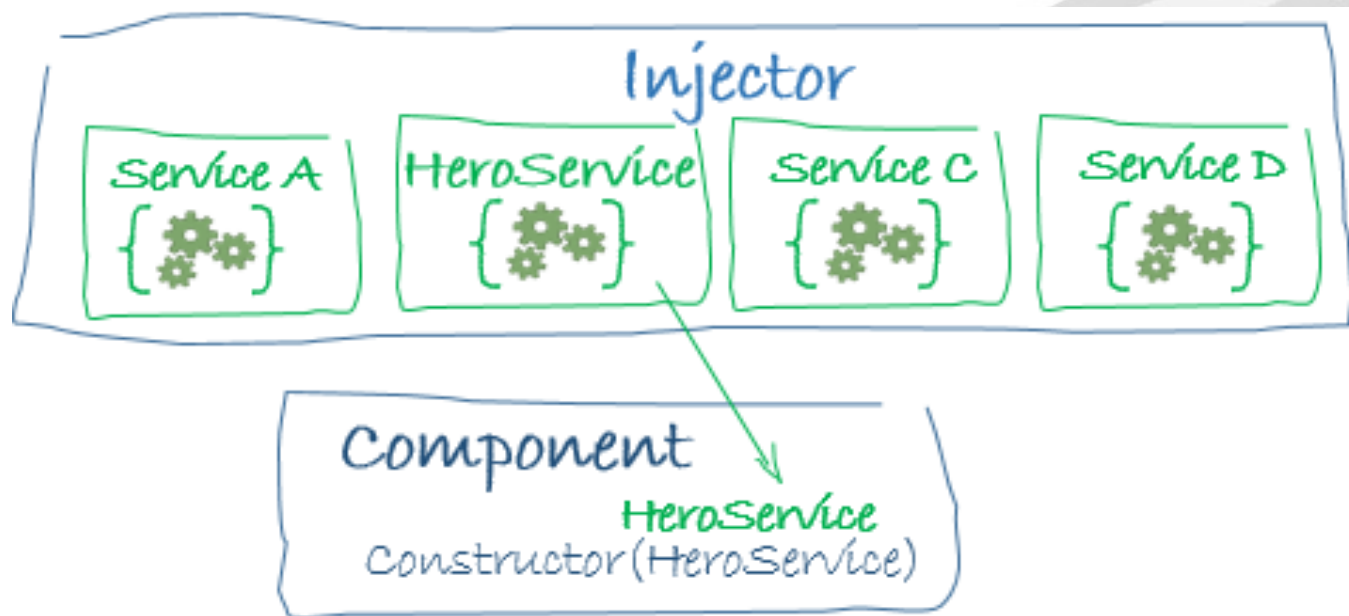 Injector
Service A
HeroService
Service C
Service D
Component
HeroService
Constructor(HeroService)